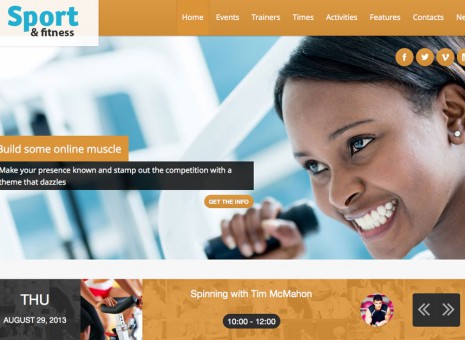 Sport
& fitness
Home Events Trainers Times Activities Features Contacts
Build some online muscle
Make your presence known and stamp out the competition with a
theme that dazzles
GET THE INFO
THU
AUGUST 29, 2013
Spinning with Tim McMahon
10:00 - 12:00